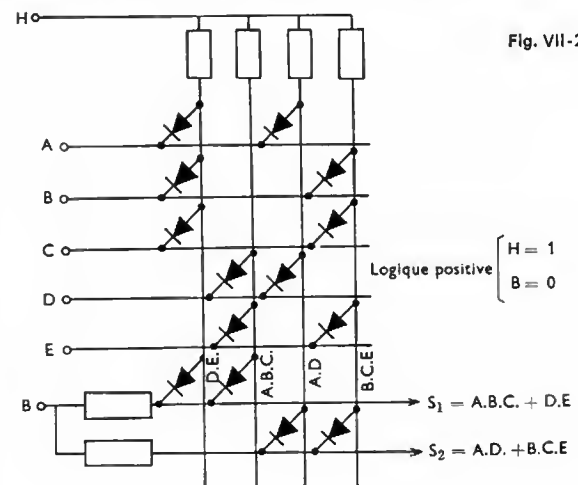 H
Fig. VII-2
A
B
C
D
E
Logique positive
H = 1
B = 0
D.E.
A.B.C.
A.D
B.C.E
B
S₁ = A.B.C. + D.E
S₂ = A.D. + B.C.E